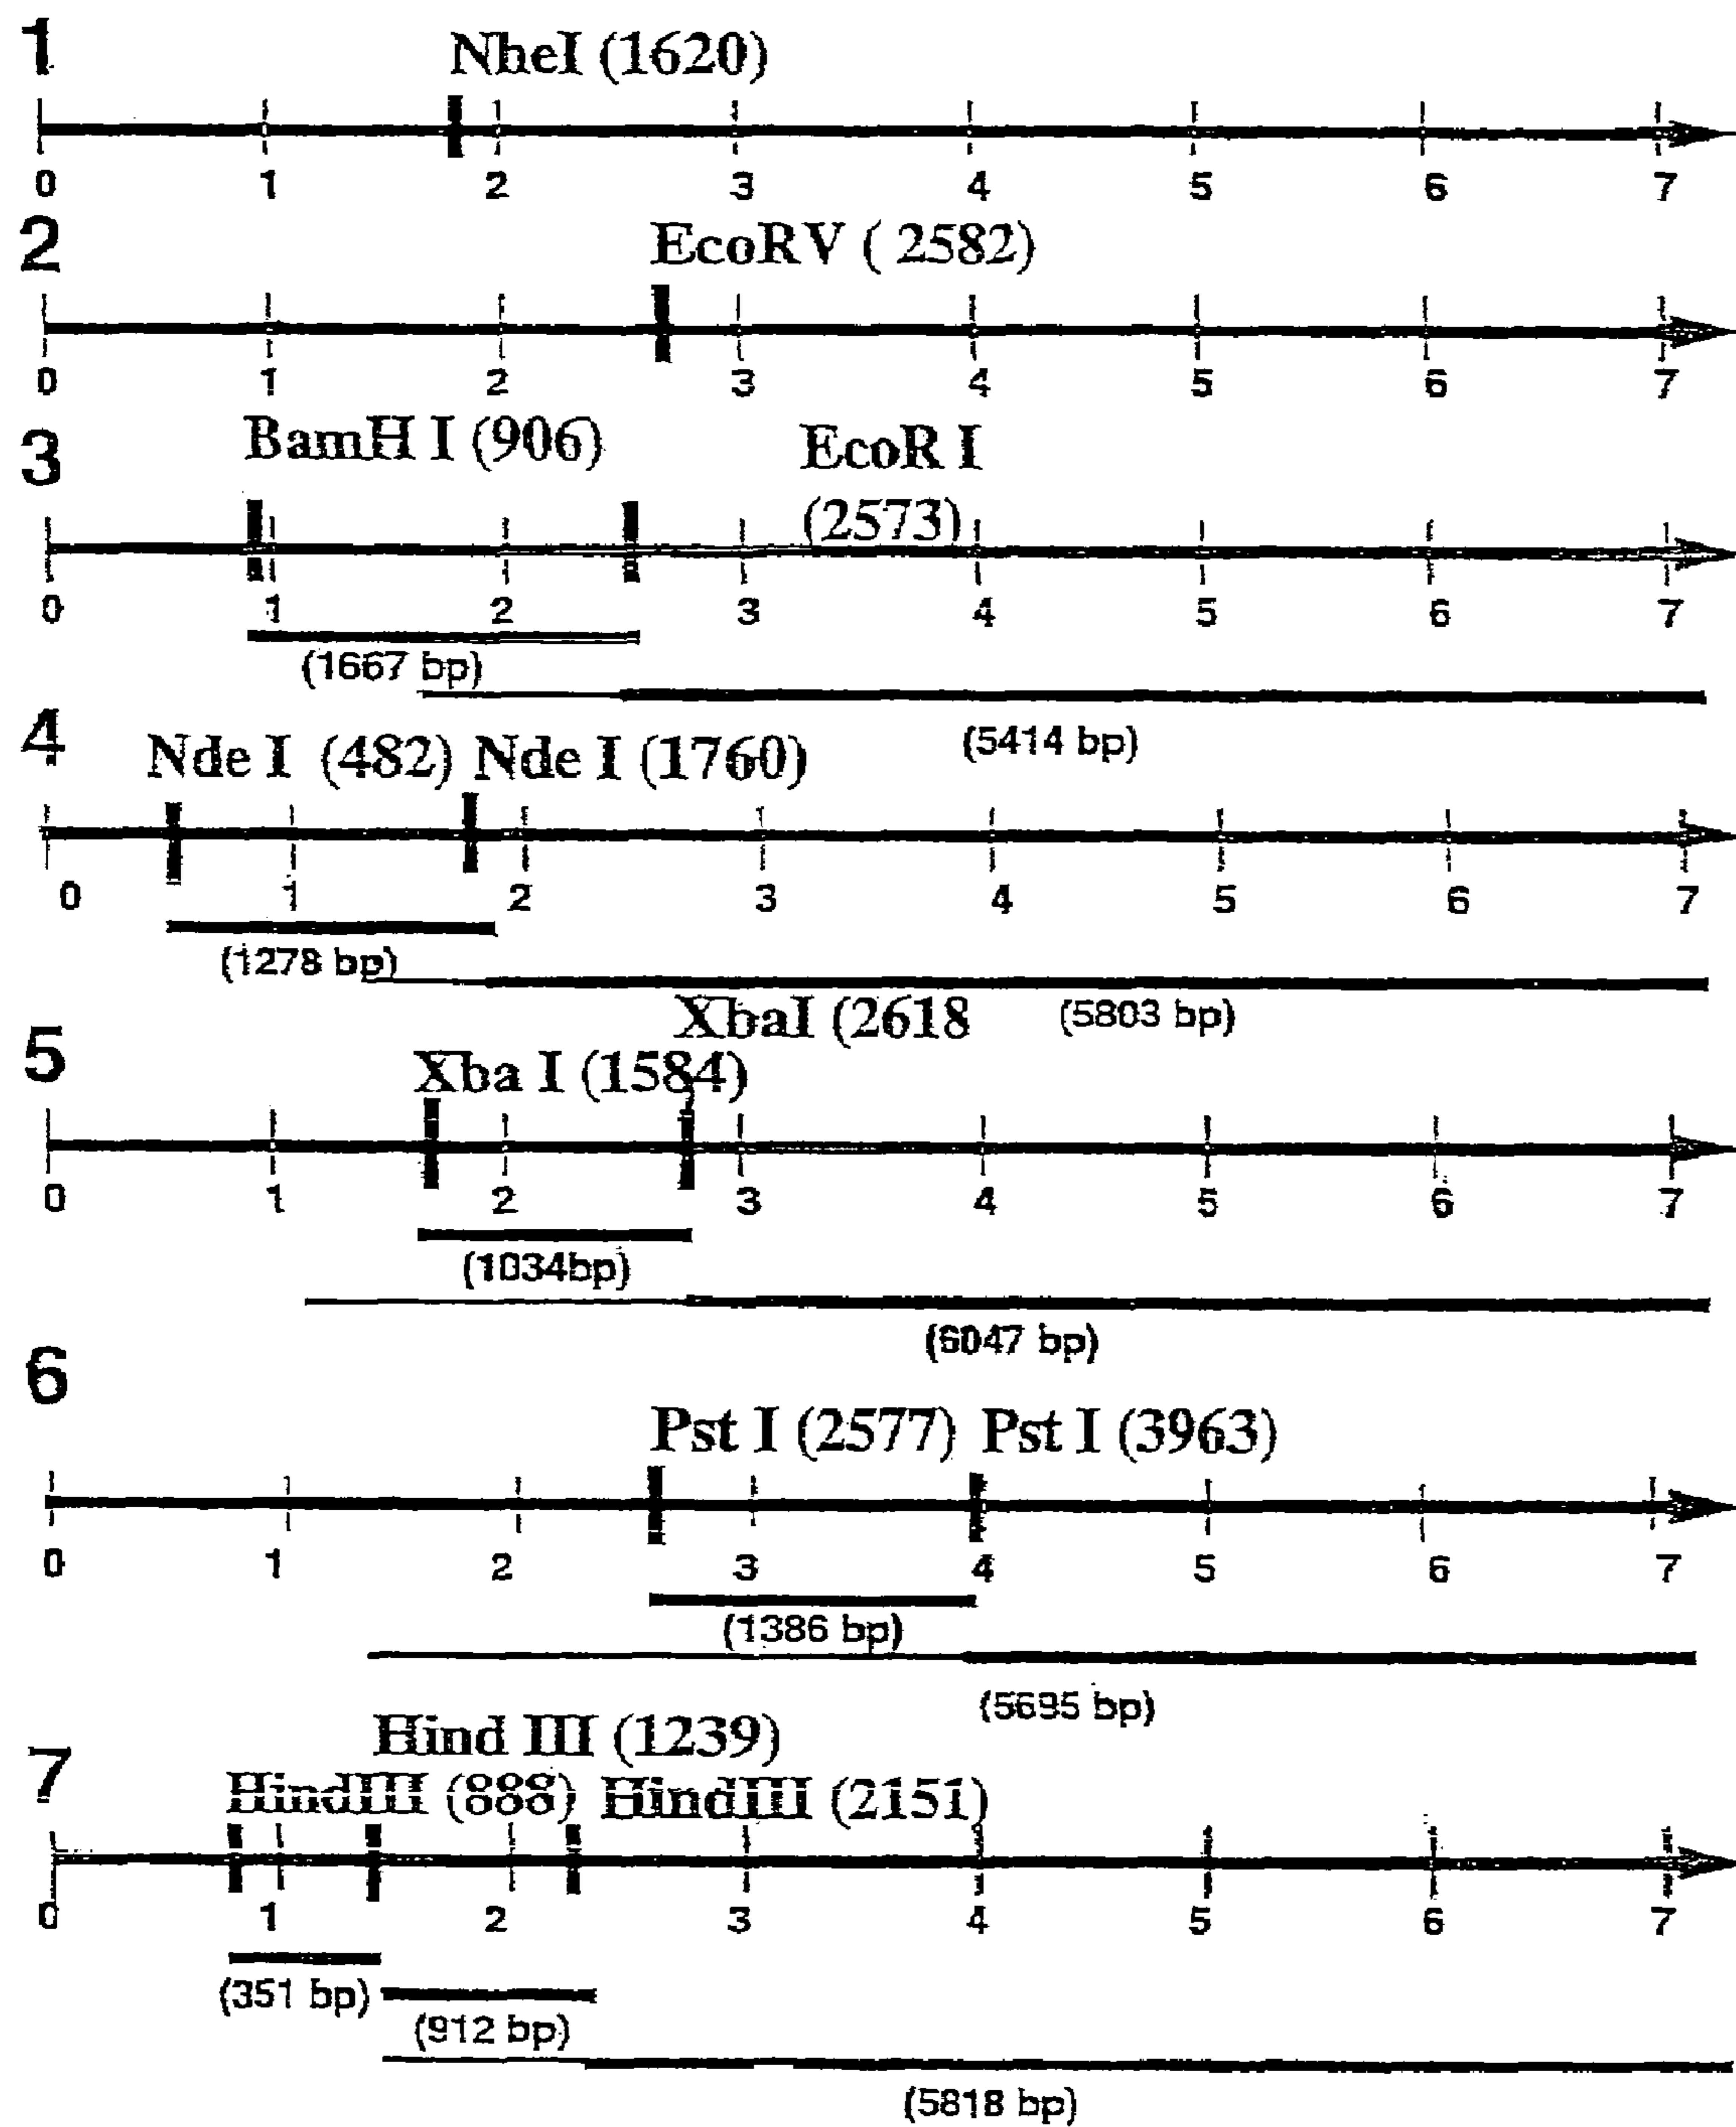 1
NheI (1620)
0 1 2 3 4 5 6 7
2
EcoRV ( 2582)
0 1 2 3 4 5 6 7
3
BamH I (906)
EcoR I
(2573)
0 1 2 3 4 5 6 7
(1667 bp)
(5414 bp)
4
Nde I (482) Nde I (1760)
0 1 2 3 4 5 6 7
(1278 bp)
(5803 bp)
XbaI (2618
5
Xba I (1584)
0 1 2 3 4 5 6 7
(1034bp)
(6047 bp)
6
Pst I (2577) Pst I (3963)
0 1 2 3 4 5 6 7
(1386 bp)
(5695 bp)
Hind III (1239)
7
HindIII (888) HindIII (2151)
0 1 2 3 4 5 6 7
(351 bp)
(912 bp)
(5818 bp)